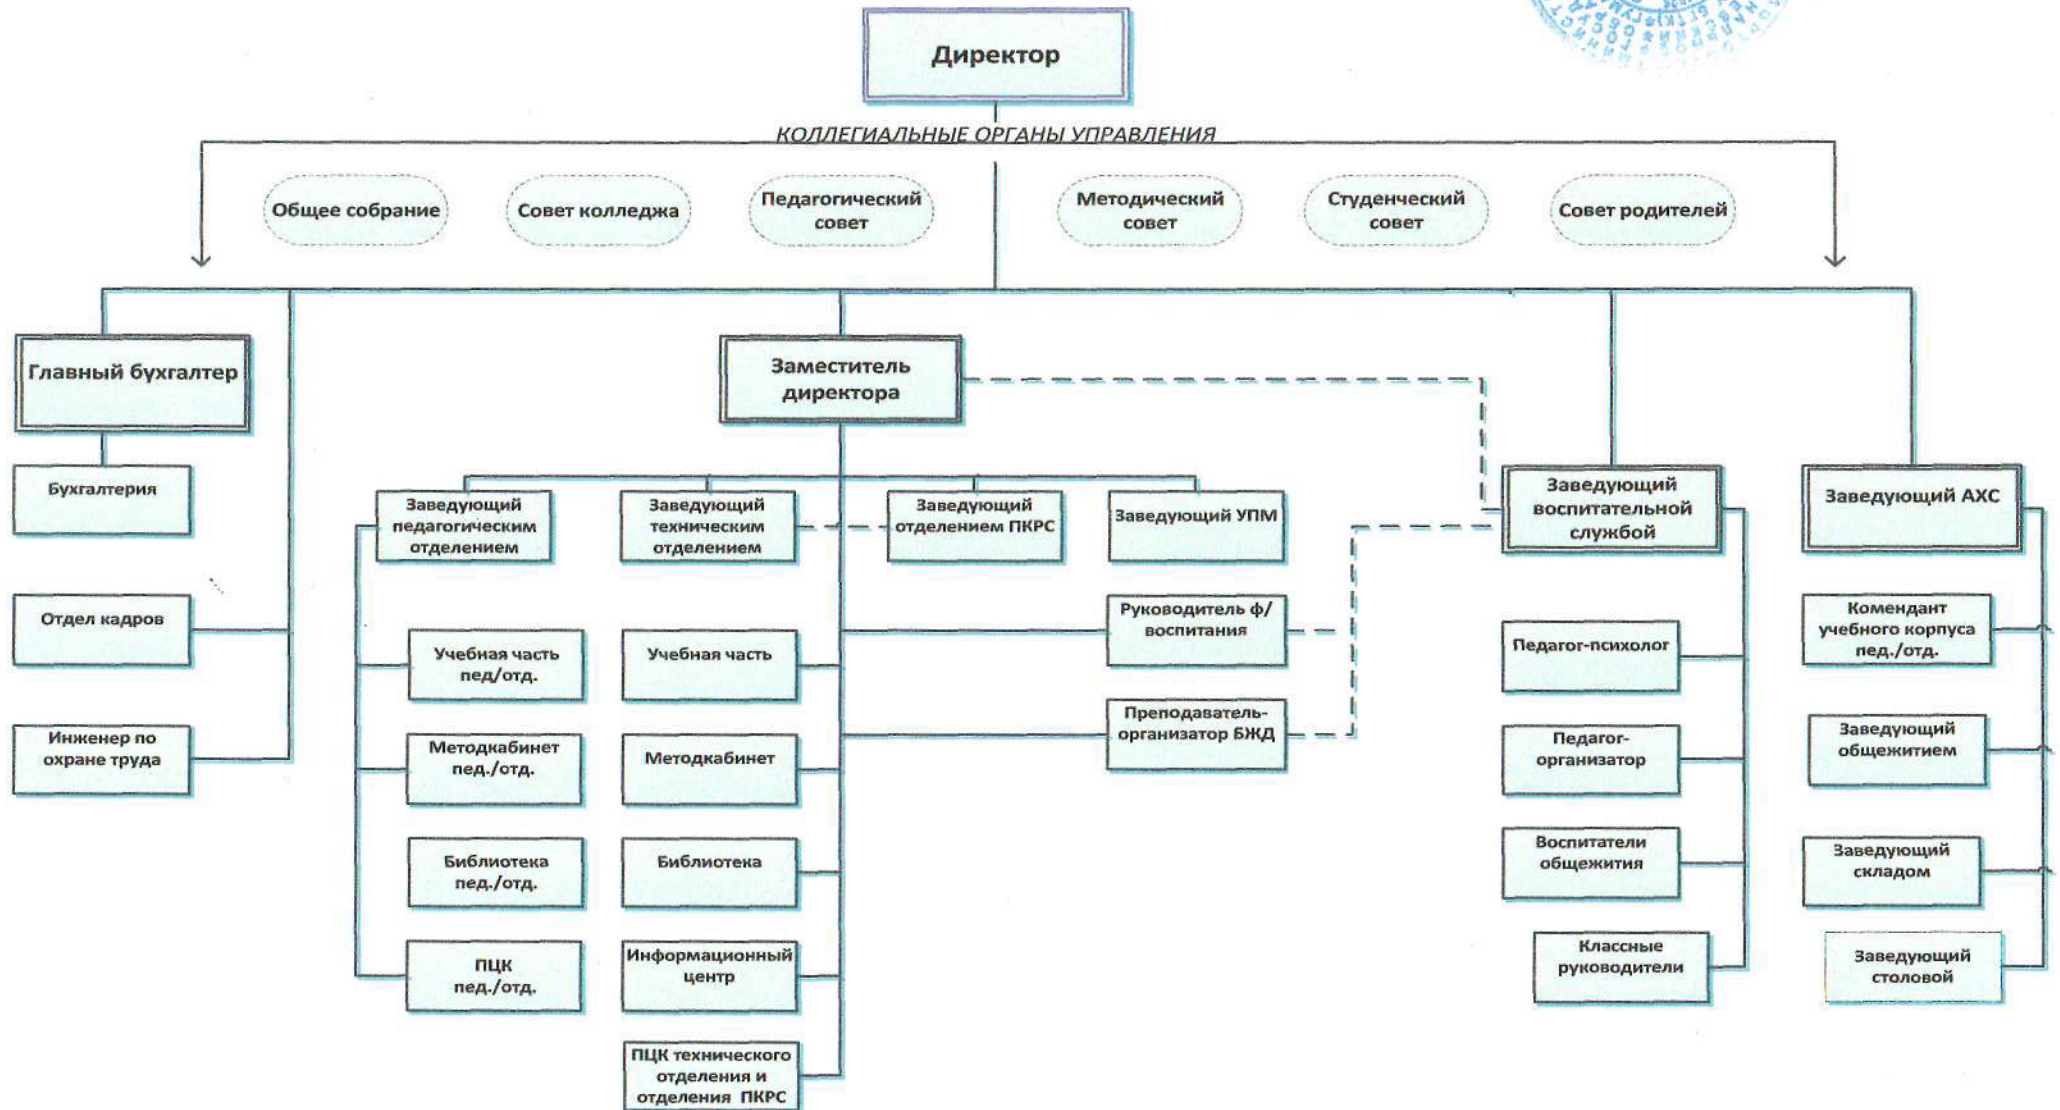 Директор
КОЛЛЕГИАЛЬНЫЕ ОРГАНЫ УПРАВЛЕНИЯ
Общее собрание
Совет колледжа
Педагогический
совет
Методический
совет
Студенческий
совет
Совет родителей
Главный бухгалтер
Заместитель
директора
Бухгалтерия
Заведующий
педагогическим
отделением
Заведующий
техническим
отделением
Заведующий
отделением ПКРС
Заведующий УПМ
Заведующий
воспитательной
службой
Заведующий АХС
Отдел кадров
Учебная часть
пед/отд.
Учебная часть
Руководитель ф/
воспитания
Педагог-психолог
Комендант
учебного корпуса
пед./отд.
Инженер по
охране труда
Методкабинет
пед./отд.
Методкабинет
Преподаватель-
организатор БЖД
Педагог-
организатор
Заведующий
общежитием
Библиотека
пед./отд.
Библиотека
Воспитатели
общежития
Заведующий
складом
ПЦК
пед./отд.
Информационный
центр
Классные
руководители
Заведующий
столовой
ПЦК технического
отделения и
отделения ПКРС